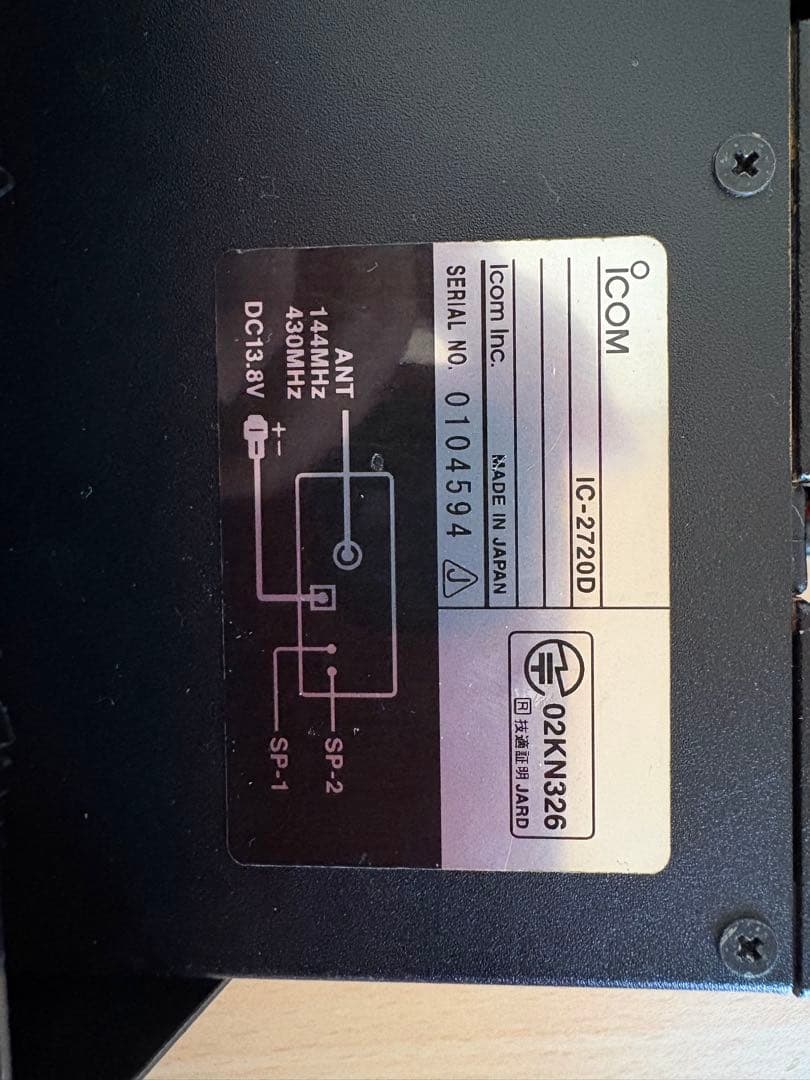 ICOM
IC-2720D
Icom Inc. MADE IN JAPAN
SERIAL NO. 0104594 J
02KN326
R 技適証明 JARD
ANT
144MHz
430MHz
+ -
DC13.8V
SP-2
SP-1